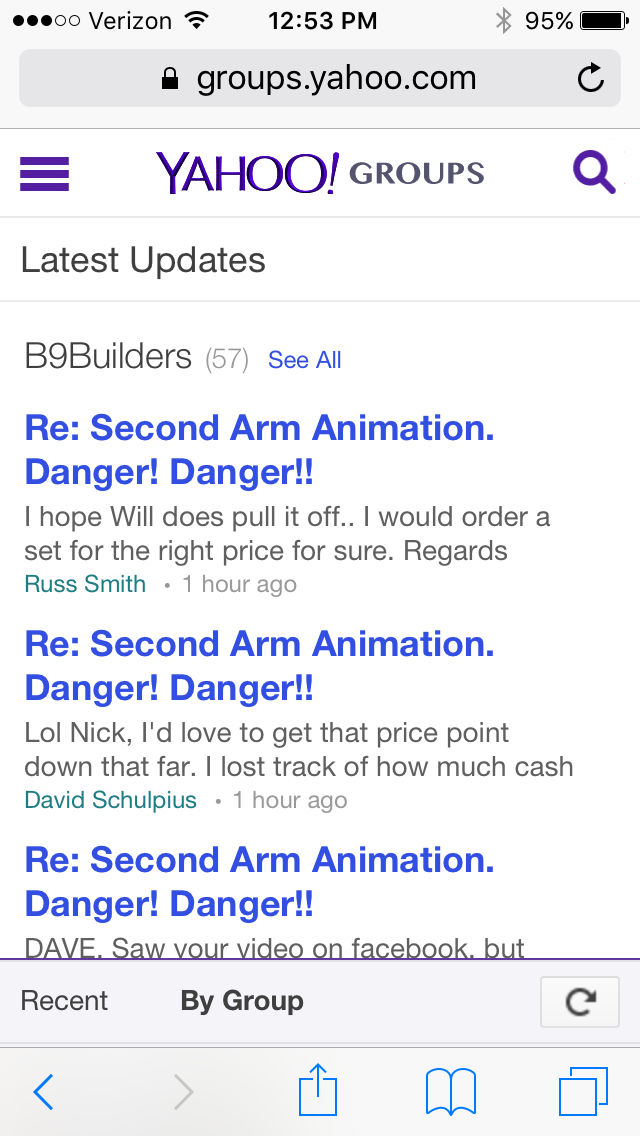 Verizon 12:53 PM 95%
groups.yahoo.com
YAHOO! GROUPS
Latest Updates
B9Builders (57) See All
Re: Second Arm Animation.
Danger! Danger!!
I hope Will does pull it off.. I would order a
set for the right price for sure. Regards
Russ Smith • 1 hour ago
Re: Second Arm Animation.
Danger! Danger!!
Lol Nick, I'd love to get that price point
down that far. I lost track of how much cash
David Schulpius • 1 hour ago
Re: Second Arm Animation.
Danger! Danger!!
DAVE. Saw your video on facebook. but
Recent By Group